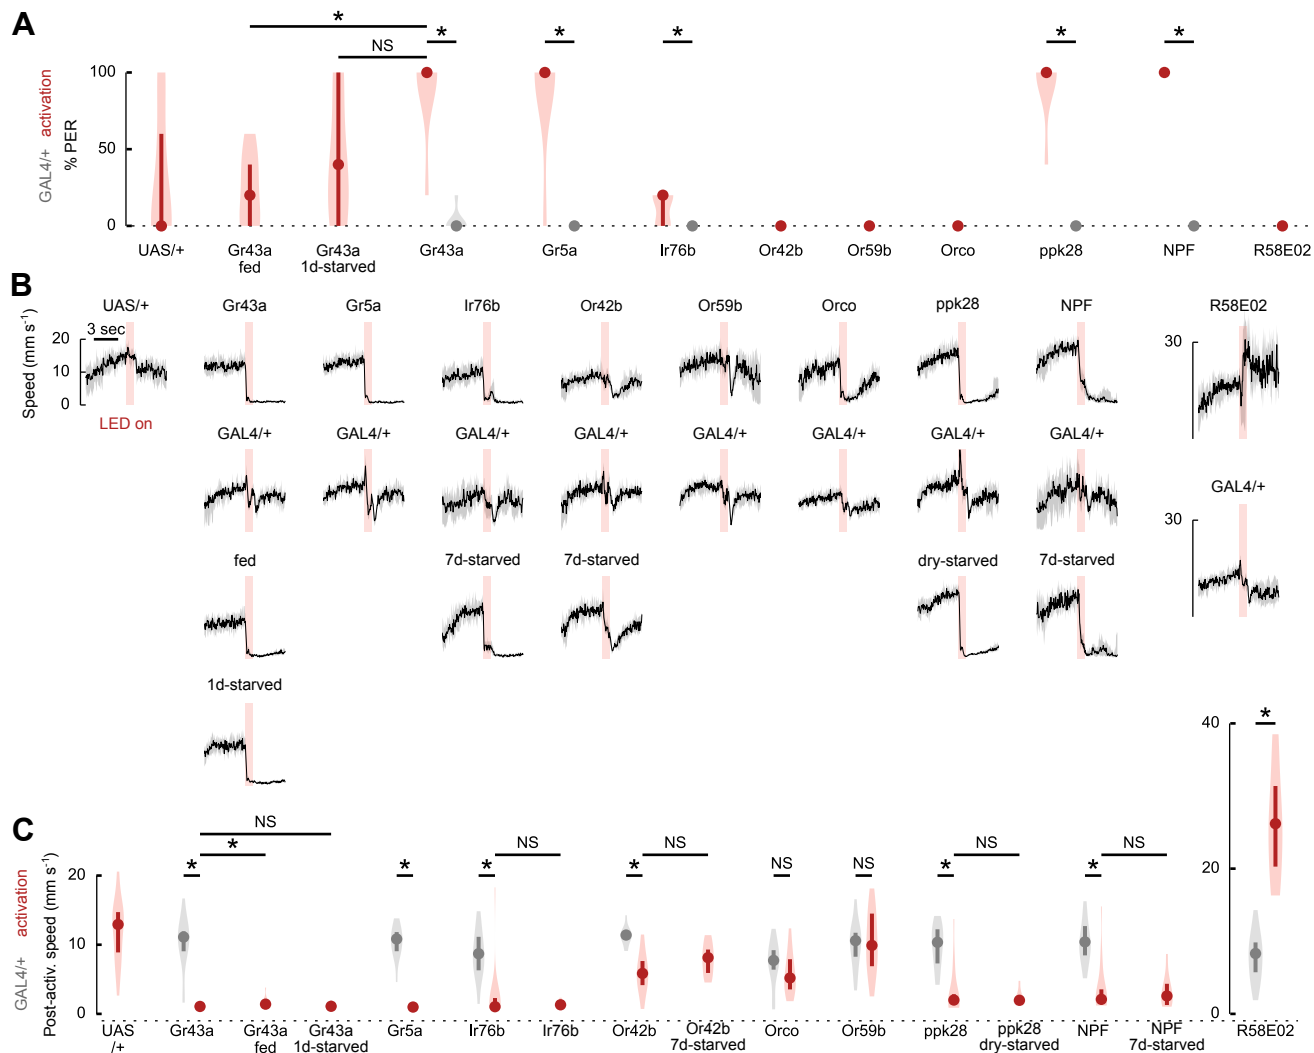 A
* NS * * * * *
GAL4/+ activation
% PER
100
50
0
UAS/+ Gr43a fed Gr43a 1d-starved Gr43a Gr5a Ir76b Or42b Or59b Orco ppk28 NPF R58E02
B
UAS/+ Gr43a Gr5a Ir76b Or42b Or59b Orco ppk28 NPF R58E02
Speed (mm s-1)
3 sec
20
10
0
30
LED on
GAL4/+ GAL4/+ GAL4/+ GAL4/+ GAL4/+ GAL4/+ GAL4/+ GAL4/+ GAL4/+
30
fed 7d-starved 7d-starved dry-starved 7d-starved
1d-starved
C
GAL4/+ activation
Post-activ. speed (mm s-1)
NS
* NS NS NS NS NS NS
* * * * * * *
20
10
0
40
20
0
UAS /+ Gr43a Gr43a fed Gr43a 1d-starved Gr5a Ir76b Ir76b Or42b Or42b 7d-starved Orco Or59b ppk28 ppk28 dry-starved NPF NPF 7d-starved R58E02